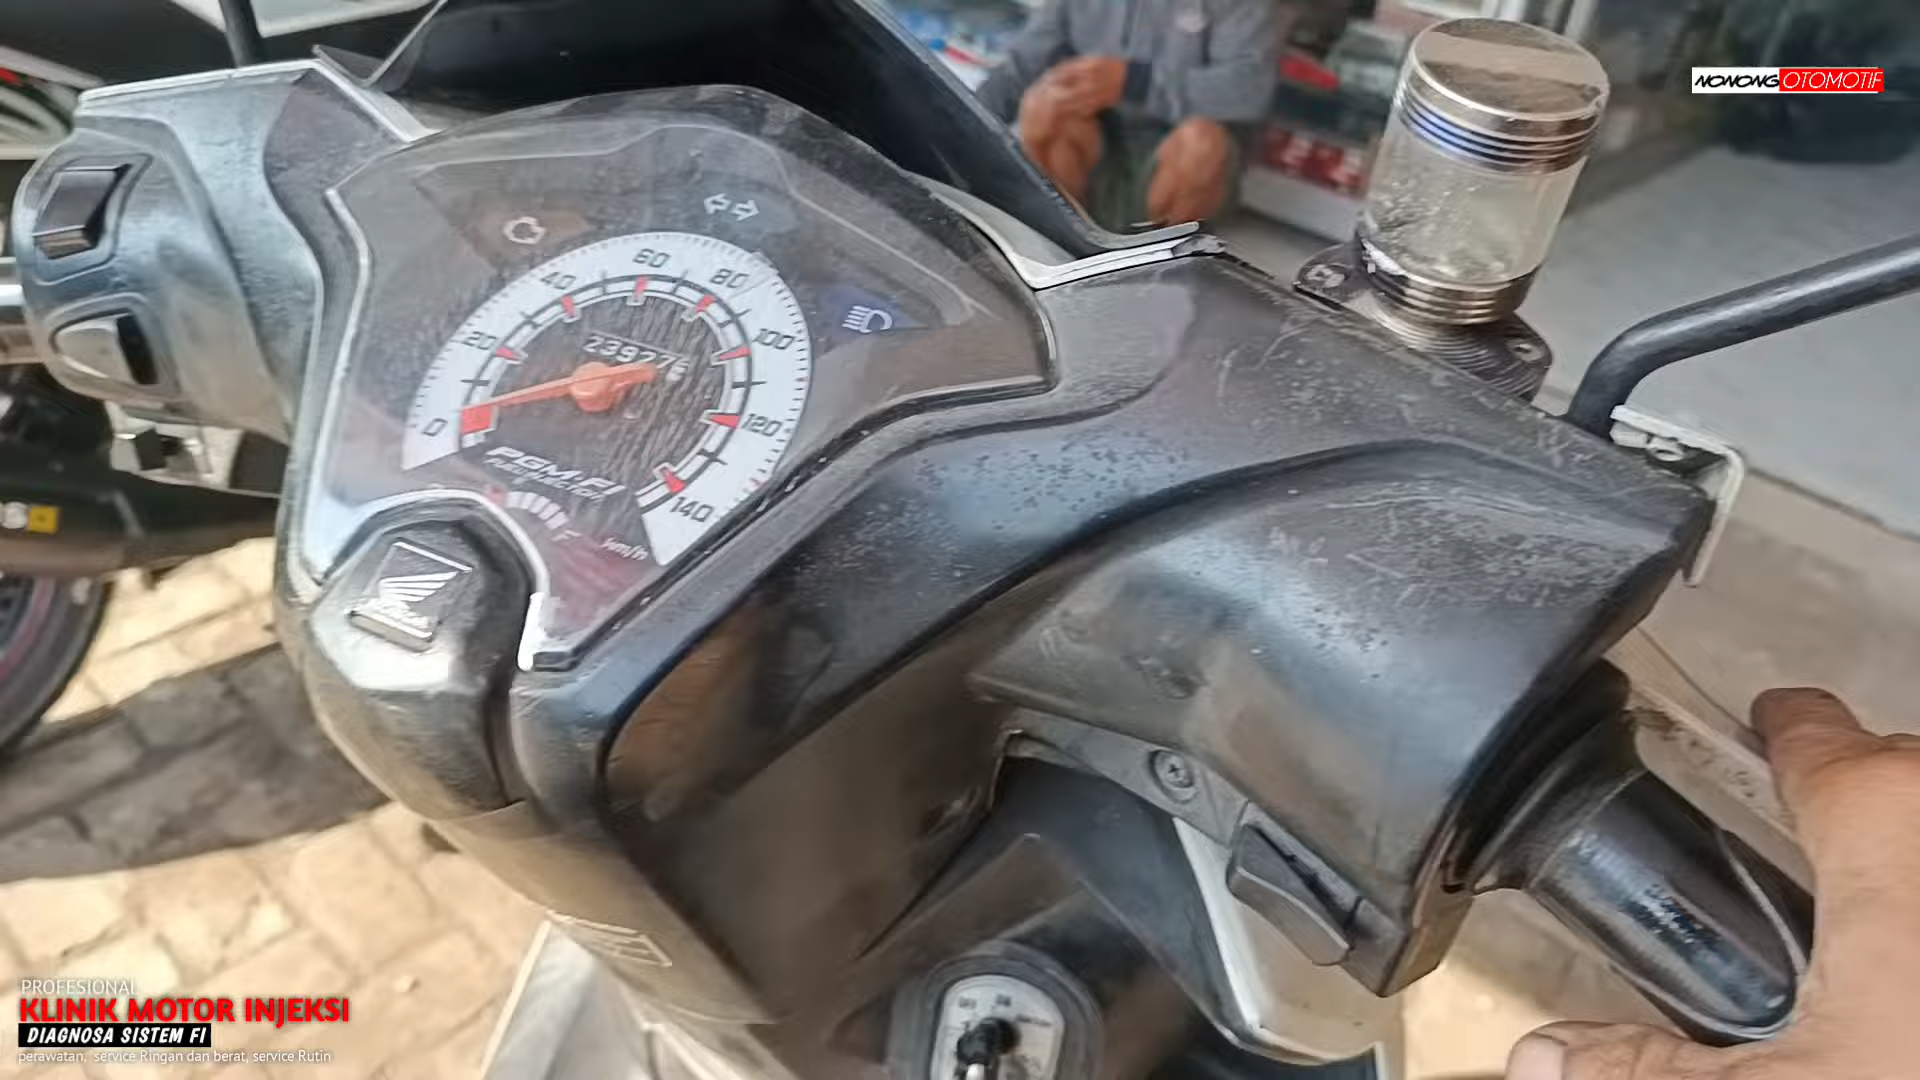 NONONG OTOMOTIF
0
20
40
60
80
100
120
140
23927
PGM-FI
FUEL INJECTION
F
km/h
PROFESIONAL
KLINIK MOTOR INJEKSI
DIAGNOSA SISTEM FI
perawatan, service Ringan dan berat, service Rutin